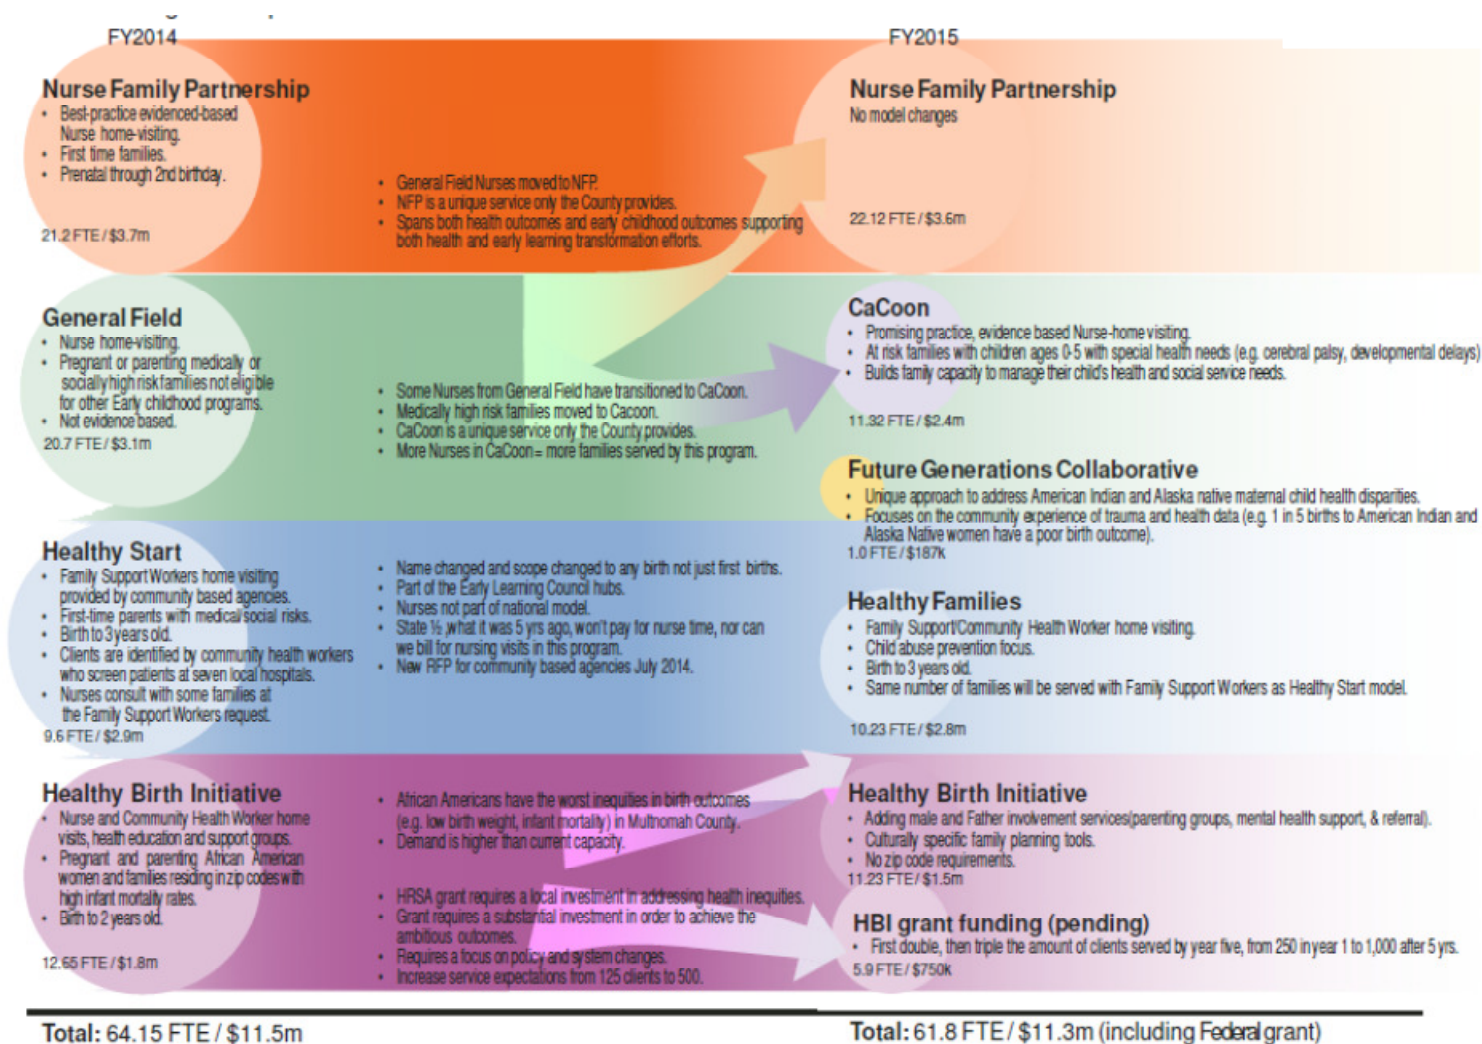 FY2014
Nurse Family Partnership
• Best-practice evidenced-based
Nurse home-visiting.
• First time families.
• Prenatal through 2nd birthday.
21.2 FTE / $3.7m
• General Field Nurses moved to NFP.
• NFP is a unique service only the County provides.
• Spans both health outcomes and early childhood outcomes supporting
both health and early learning transformation efforts.
FY2015
Nurse Family Partnership
No model changes
22.12 FTE / $3.6m
General Field
• Nurse home-visiting.
• Pregnant or parenting medically or
socially high risk families not eligible
for other Early childhood programs.
• Not evidence based.
20.7 FTE / $3.1m
• Some Nurses from General Field have transitioned to CaCoon.
• Medically high risk families moved to Cacoon.
• CaCoon is a unique service only the County provides.
• More Nurses in CaCoon = more families served by this program.
CaCoon
• Promising practice, evidence based Nurse-home visiting.
• At risk families with children ages 0-5 with special health needs (e.g. cerebral palsy, developmental delays)
• Builds family capacity to manage their child's health and social service needs.
11.32 FTE / $2.4m
Future Generations Collaborative
• Unique approach to address American Indian and Alaska native maternal child health disparities.
• Focuses on the community experience of trauma and health data (e.g. 1 in 5 births to American Indian and
Alaska Native women have a poor birth outcome).
1.0 FTE / $187k
Healthy Start
• Family Support Workers home visiting
provided by community based agencies.
• First-time parents with medical/social risks.
• Birth to 3 years old.
• Clients are identified by community health workers
who screen patients at seven local hospitals.
• Nurses consult with some families at
the Family Support Workers request.
9.6 FTE / $2.9m
• Name changed and scope changed to any birth not just first births.
• Part of the Early Learning Council hubs.
• Nurses not part of national model.
• State ½ ,what it was 5 yrs ago, won't pay for nurse time, nor can
we bill for nursing visits in this program.
• New RFP for community based agencies July 2014.
Healthy Families
• Family Support/Community Health Worker home visiting.
• Child abuse prevention focus.
• Birth to 3 years old.
• Same number of families will be served with Family Support Workers as Healthy Start model.
10.23 FTE / $2.8m
Healthy Birth Initiative
• Nurse and Community Health Worker home
visits, health education and support groups.
• Pregnant and parenting African American
women and families residing in zip codes with
high infant mortality rates.
• Birth to 2 years old.
12.65 FTE / $1.8m
• African Americans have the worst inequities in birth outcomes
(e.g. low birth weight, infant mortality) in Multnomah County.
• Demand is higher than current capacity.
• HRSA grant requires a local investment in addressing health inequities.
• Grant requires a substantial investment in order to achieve the
ambitious outcomes.
• Requires a focus on policy and system changes.
• Increase service expectations from 125 clients to 500.
Healthy Birth Initiative
• Adding male and Father involvement services(parenting groups, mental health support, & referral).
• Culturally specific family planning tools.
• No zip code requirements.
11.23 FTE / $1.5m
HBI grant funding (pending)
• First double, then triple the amount of clients served by year five, from 250 in year 1 to 1,000 after 5 yrs.
5.9 FTE / $750k
Total: 64.15 FTE / $11.5m
Total: 61.8 FTE / $11.3m (including Federal grant)